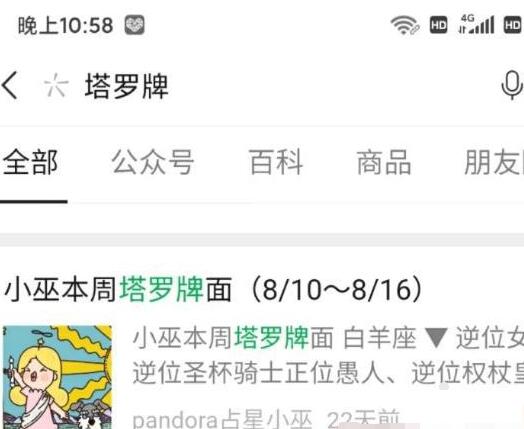 晚上10:58 HD 4G HD
塔罗牌
全部 公众号 百科 商品 朋友
小巫本周塔罗牌面（8/10～8/16）
小巫本周塔罗牌面 白羊座 ▼ 逆位女
逆位圣杯骑士正位愚人、逆位权杖皇
pandora占星小巫 22天前